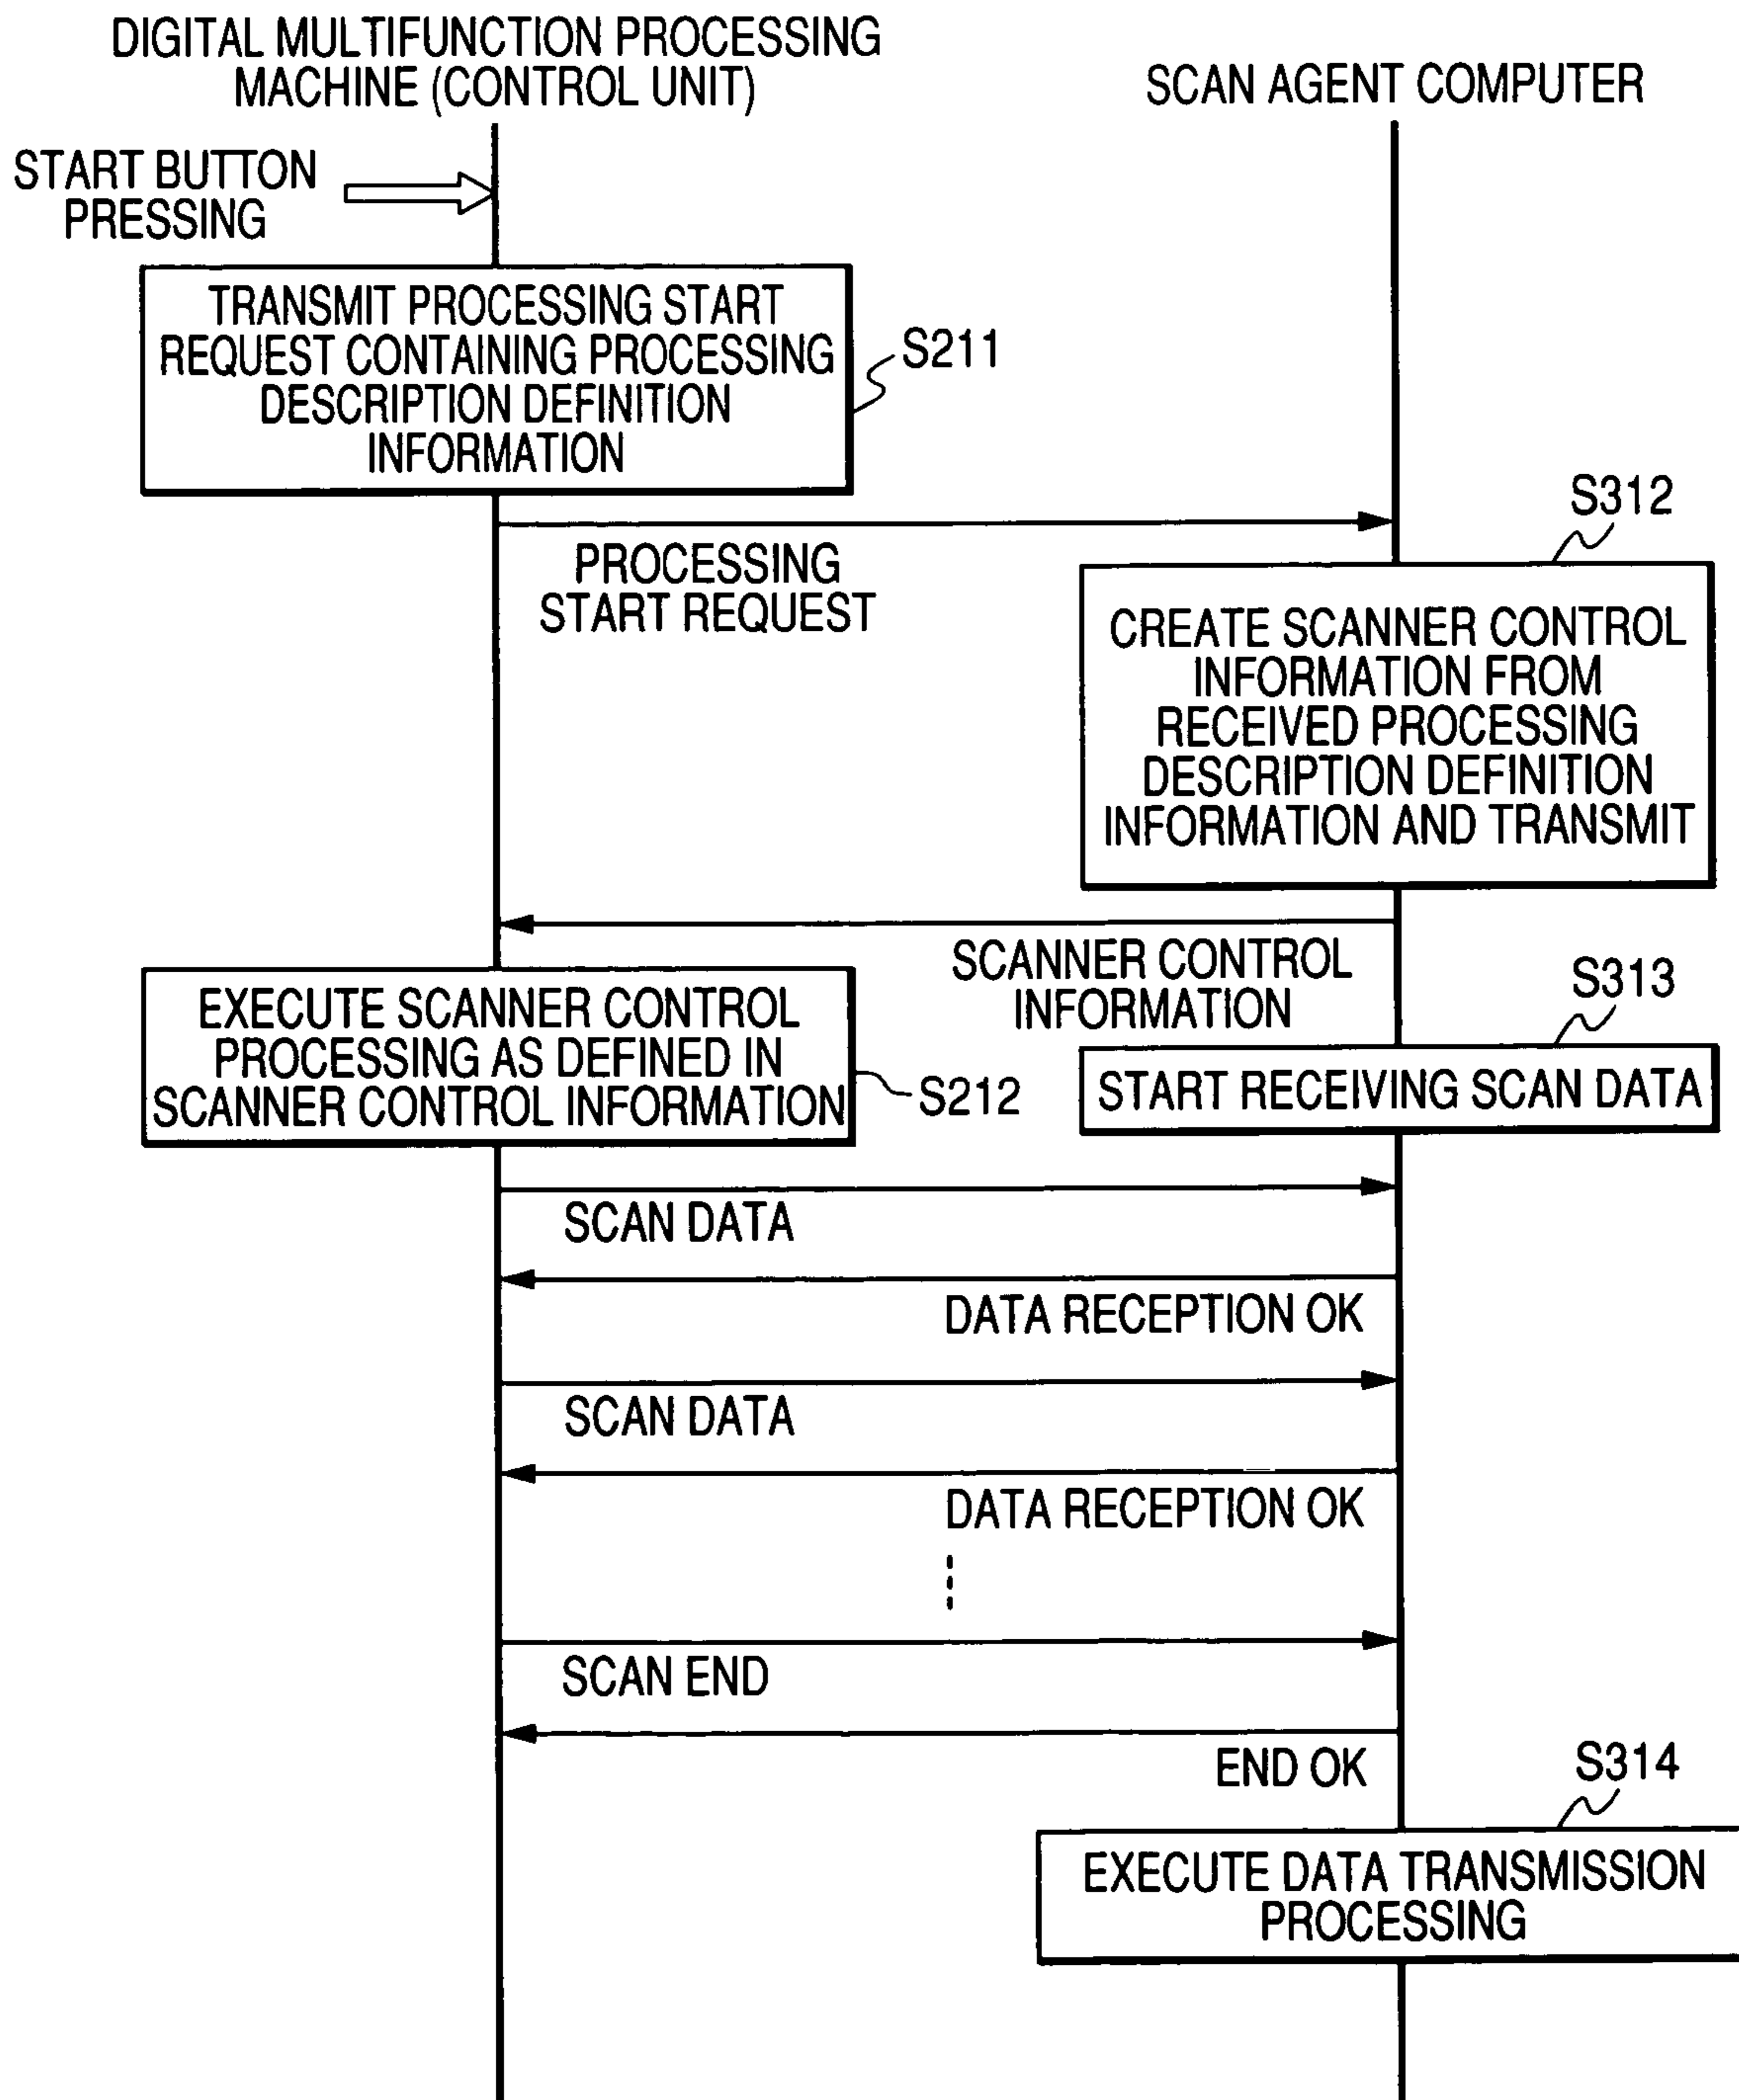 DIGITAL MULTIFUNCTION PROCESSING
MACHINE (CONTROL UNIT)
SCAN AGENT COMPUTER
START BUTTON
PRESSING
TRANSMIT PROCESSING START
REQUEST CONTAINING PROCESSING
DESCRIPTION DEFINITION
INFORMATION
S211
PROCESSING
START REQUEST
S312
CREATE SCANNER CONTROL
INFORMATION FROM
RECEIVED PROCESSING
DESCRIPTION DEFINITION
INFORMATION AND TRANSMIT
SCANNER CONTROL
INFORMATION
EXECUTE SCANNER CONTROL
PROCESSING AS DEFINED IN
SCANNER CONTROL INFORMATION
S212
S313
START RECEIVING SCAN DATA
SCAN DATA
DATA RECEPTION OK
SCAN DATA
DATA RECEPTION OK
SCAN END
END OK
S314
EXECUTE DATA TRANSMISSION
PROCESSING